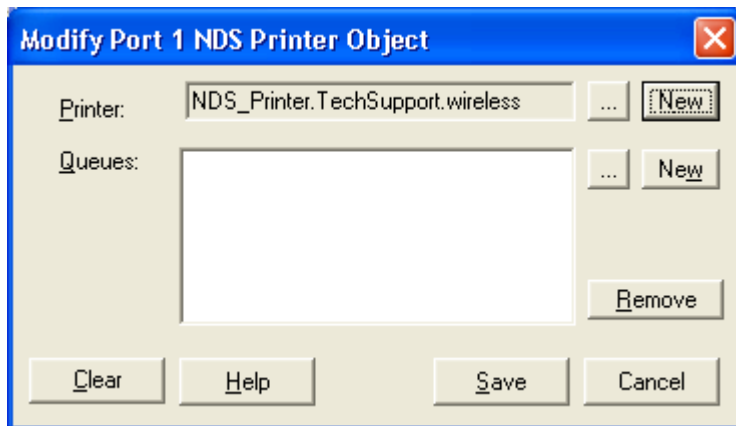 Modify Port 1 NDS Printer Object
Printer: NDS_Printer.TechSupport.wireless ... New
Queues: ... New
Remove
Clear Help Save Cancel